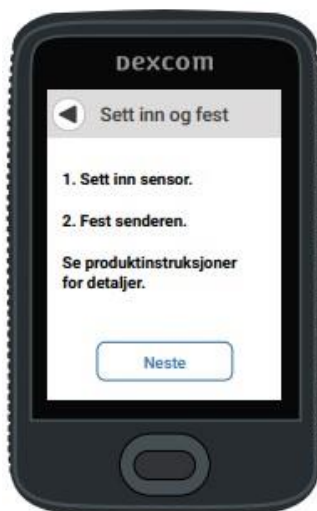 Dexcom
Sett inn og fest
1. Sett inn sensor.
2. Fest senderen.
Se produktinstruksjoner
for detaljer.
Neste